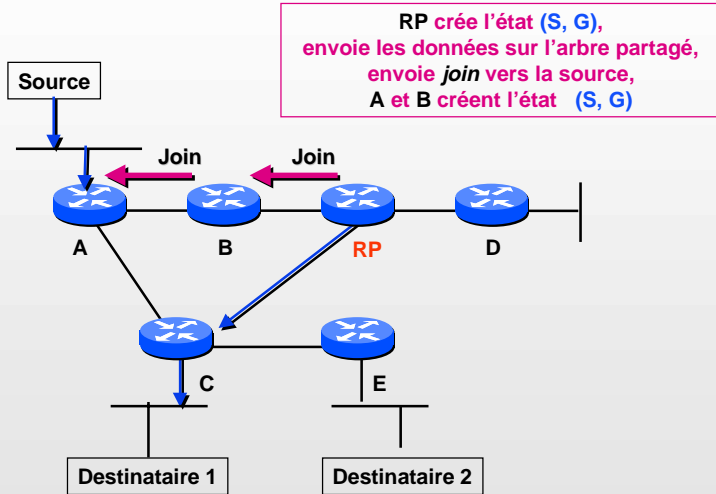 RP crée l'état (S, G),
envoie les données sur l'arbre partagé,
envoie join vers la source,
A et B créent l'état (S, G)
Source
Join Join
A B RP D
C E
Destinataire 1 Destinataire 2